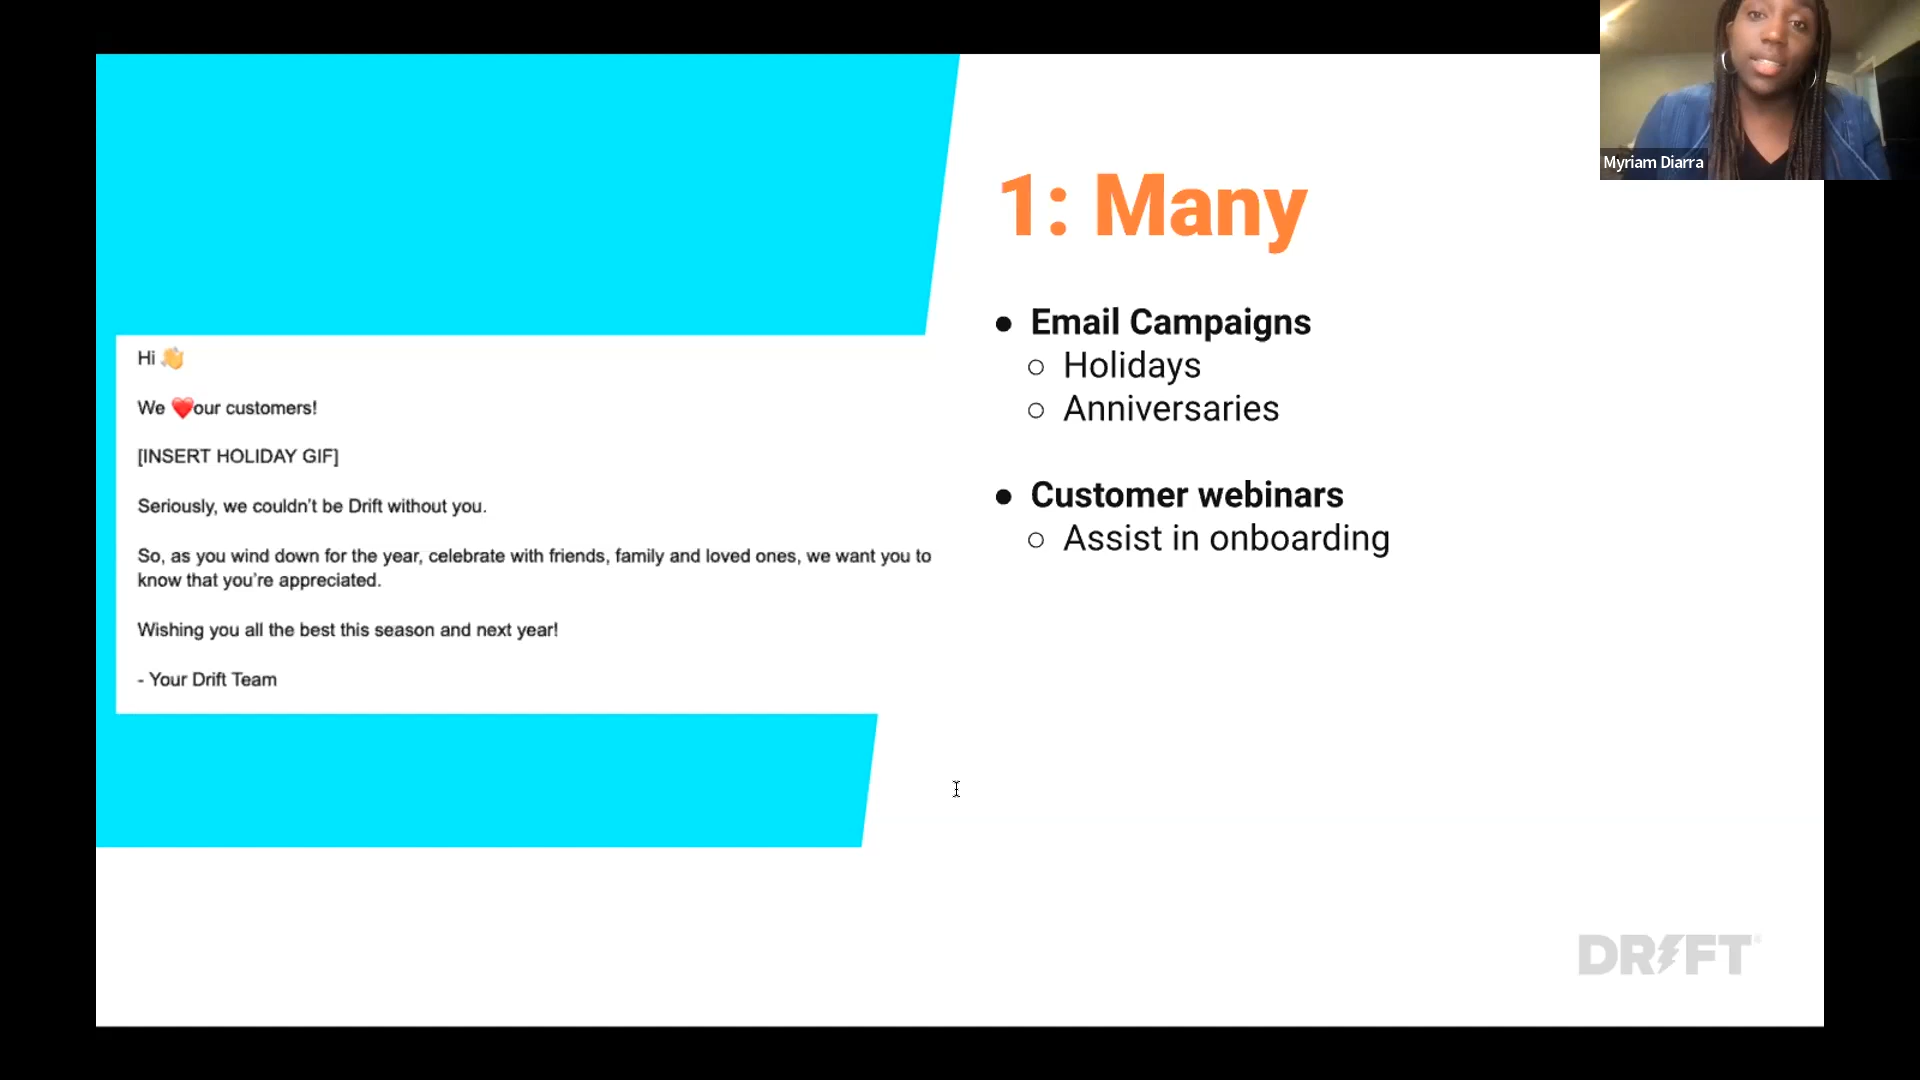 Myriam Diarra
1: Many
● Email Campaigns
○ Holidays
○ Anniversaries
● Customer webinars
○ Assist in onboarding
Hi 👋
We ❤️our customers!
[INSERT HOLIDAY GIF]
Seriously, we couldn't be Drift without you.
So, as you wind down for the year, celebrate with friends, family and loved ones, we want you to
know that you're appreciated.
Wishing you all the best this season and next year!
- Your Drift Team
DRIFT